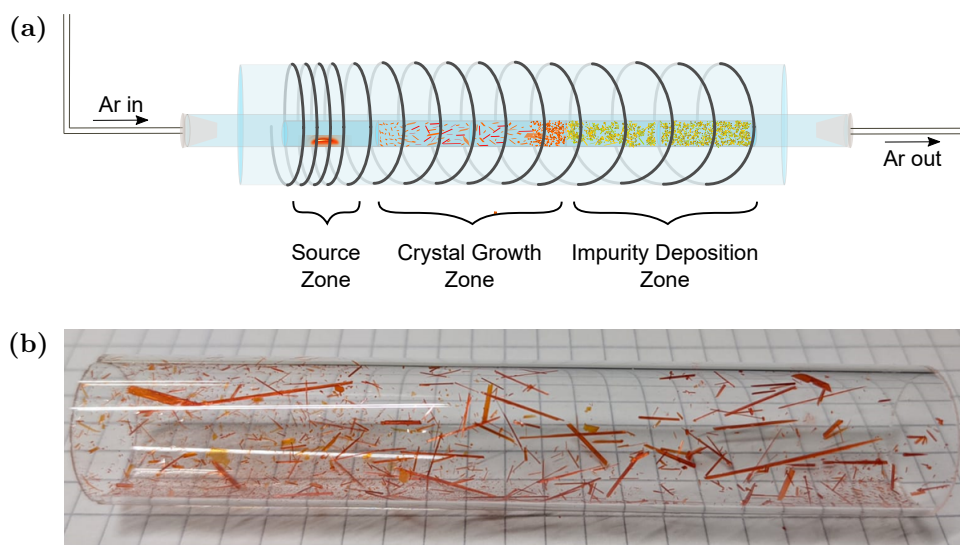 (a)
Ar in
Ar out
Source
Zone
Crystal Growth
Zone
Impurity Deposition
Zone
(b)